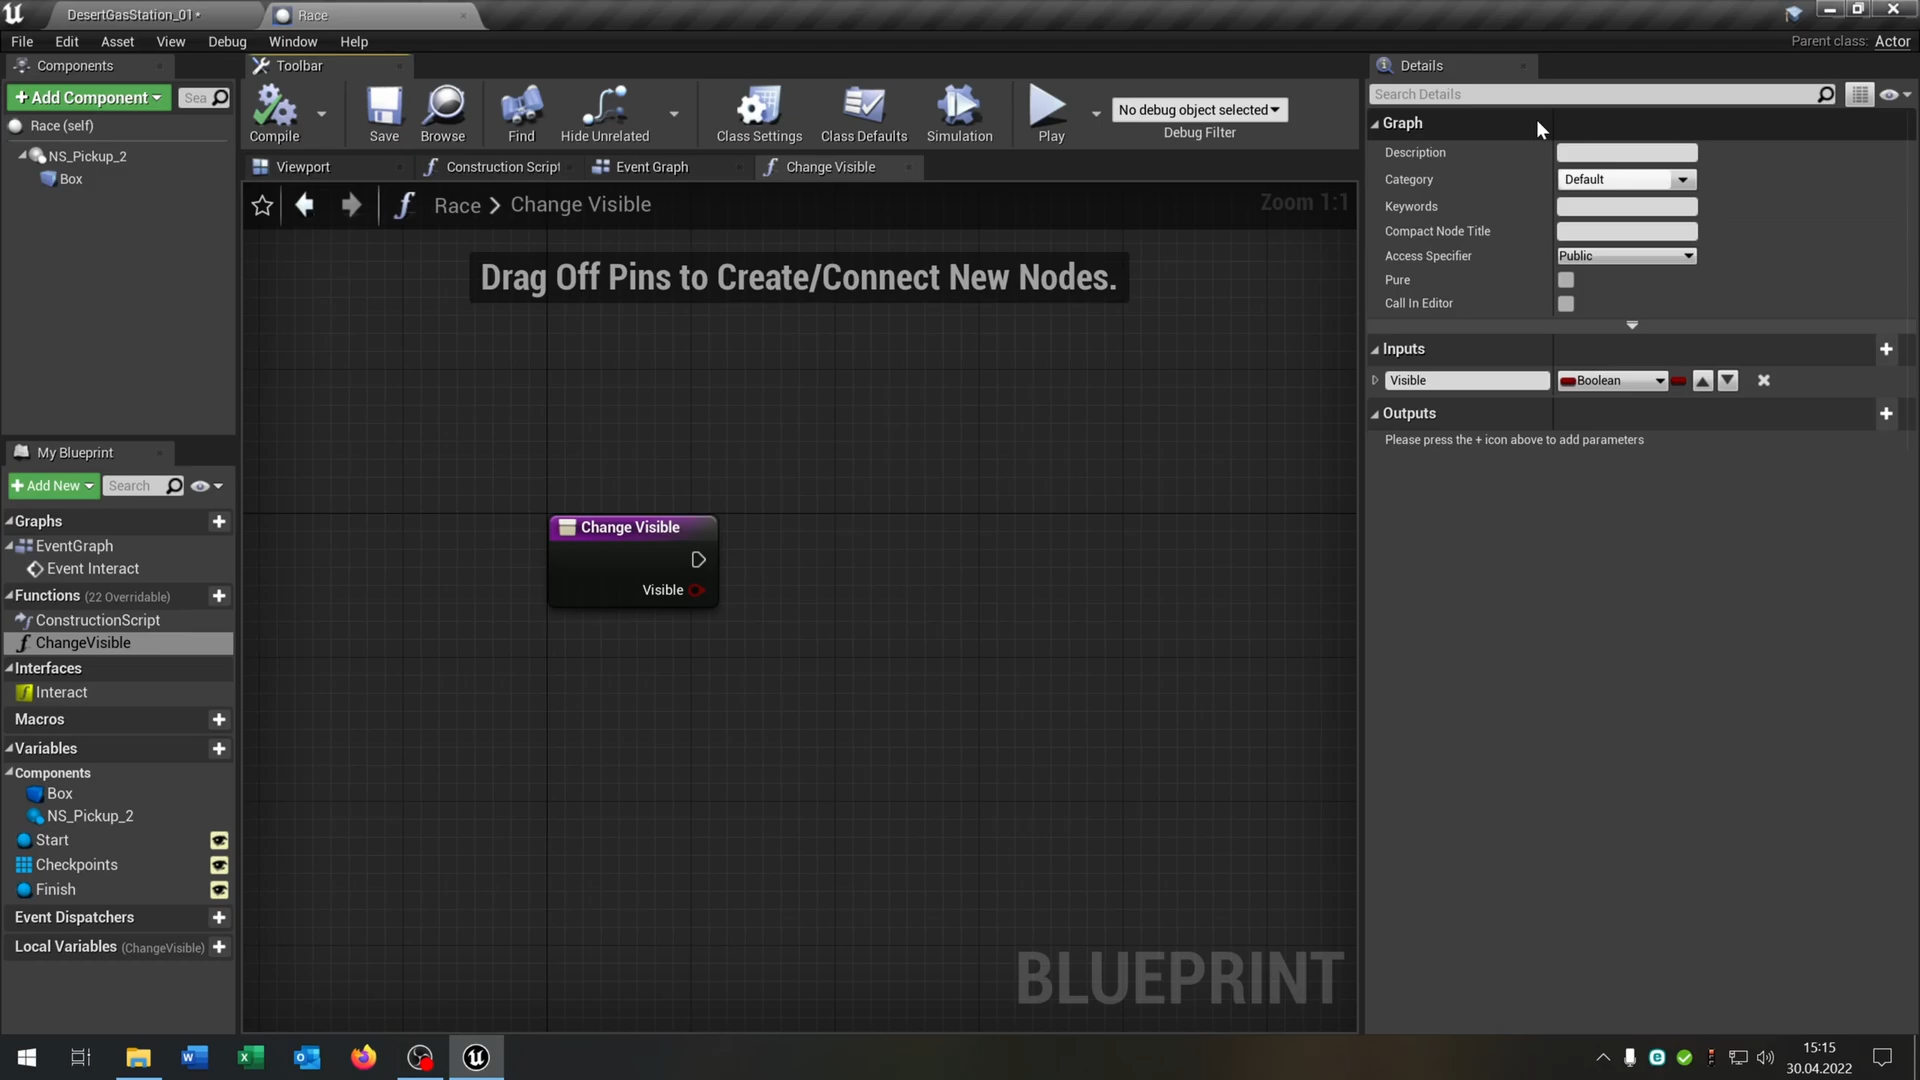 DesertGasStation_01*
Race
File Edit Asset View Debug Window Help
Parent class: Actor
Components
Toolbar
Details
+ Add Component
Sea
Compile
Save
Browse
Find
Hide Unrelated
Class Settings
Class Defaults
Simulation
Play
No debug object selected
Debug Filter
Search Details
Race (self)
NS_Pickup_2
Box
Viewport
Construction Script
Event Graph
Change Visible
Race > Change Visible
Zoom 1:1
Drag Off Pins to Create/Connect New Nodes.
Change Visible
Visible
BLUEPRINT
Graph
Description
Category
Default
Keywords
Compact Node Title
Access Specifier
Public
Pure
Call In Editor
Inputs
Visible
Boolean
Outputs
Please press the + icon above to add parameters
My Blueprint
+ Add New
Search
Graphs
EventGraph
Event Interact
Functions (22 Overridable)
ConstructionScript
ChangeVisible
Interfaces
Interact
Macros
Variables
Components
Box
NS_Pickup_2
Start
Checkpoints
Finish
Event Dispatchers
Local Variables (ChangeVisible)
15:15
30.04.2022